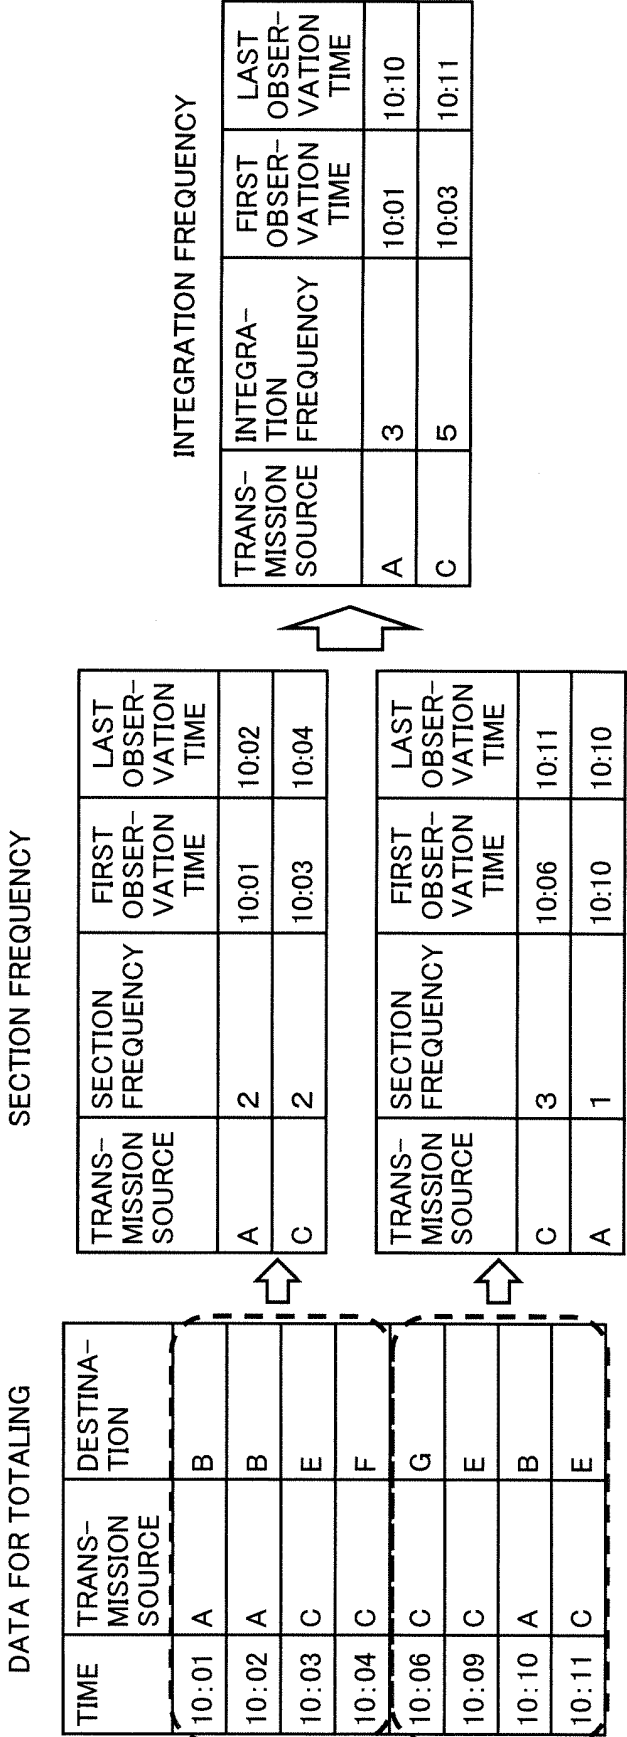 DATA FOR TOTALING
TIME
TRANS-
MISSION
SOURCE
DESTINA-
TION
10:01 A B
10:02 A B
10:03 C E
10:04 C F
10:06 C G
10:09 C E
10:10 A B
10:11 C E
SECTION FREQUENCY
TRANS-
MISSION
SOURCE
SECTION
FREQUENCY
FIRST
OBSER-
VATION
TIME
LAST
OBSER-
VATION
TIME
A 2 10:01 10:02
C 2 10:03 10:04
TRANS-
MISSION
SOURCE
SECTION
FREQUENCY
FIRST
OBSER-
VATION
TIME
LAST
OBSER-
VATION
TIME
C 3 10:06 10:11
A 1 10:10 10:10
INTEGRATION FREQUENCY
TRANS-
MISSION
SOURCE
INTEGRA-
TION
FREQUENCY
FIRST
OBSER-
VATION
TIME
LAST
OBSER-
VATION
TIME
A 3 10:01 10:10
C 5 10:03 10:11